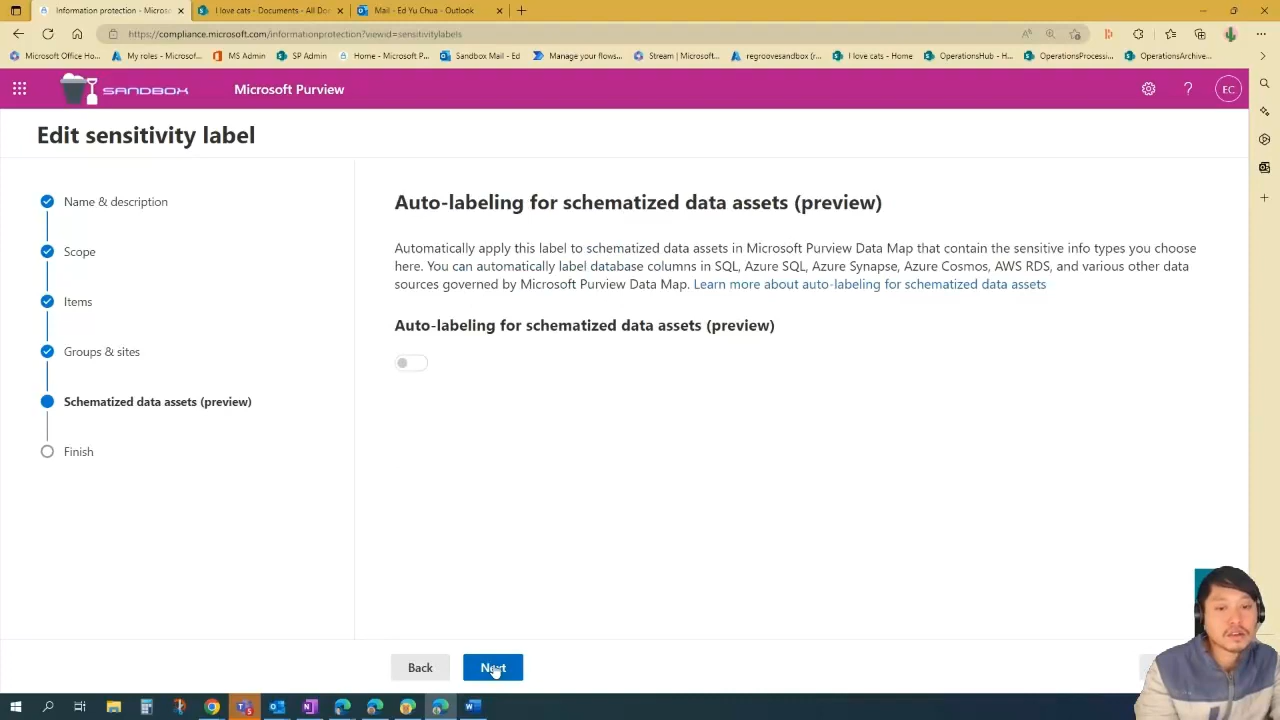 Information protection - Micros
I love cats - Documents - All Do
Mail - Ed Yu Chua - Outlook
https://compliance.microsoft.com/informationprotection?viewid=sensitivitylabels
Microsoft Office Ho...
My roles - Microsof...
MS Admin
SP Admin
Home - Microsoft P...
Sandbox Mail - Ed
Manage your flows...
Stream | Microsoft...
regroovesandbox (r...
I love cats - Home
OperationsHub - H...
OperationsProcessi...
OperationsArchive...
SANDBOX
Microsoft Purview
EC
Edit sensitivity label
Name & description
Scope
Items
Groups & sites
Schematized data assets (preview)
Finish
Auto-labeling for schematized data assets (preview)
Automatically apply this label to schematized data assets in Microsoft Purview Data Map that contain the sensitive info types you choose
here. You can automatically label database columns in SQL, Azure SQL, Azure Synapse, Azure Cosmos, AWS RDS, and various other data
sources governed by Microsoft Purview Data Map. Learn more about auto-labeling for schematized data assets
Auto-labeling for schematized data assets (preview)
Back
Next